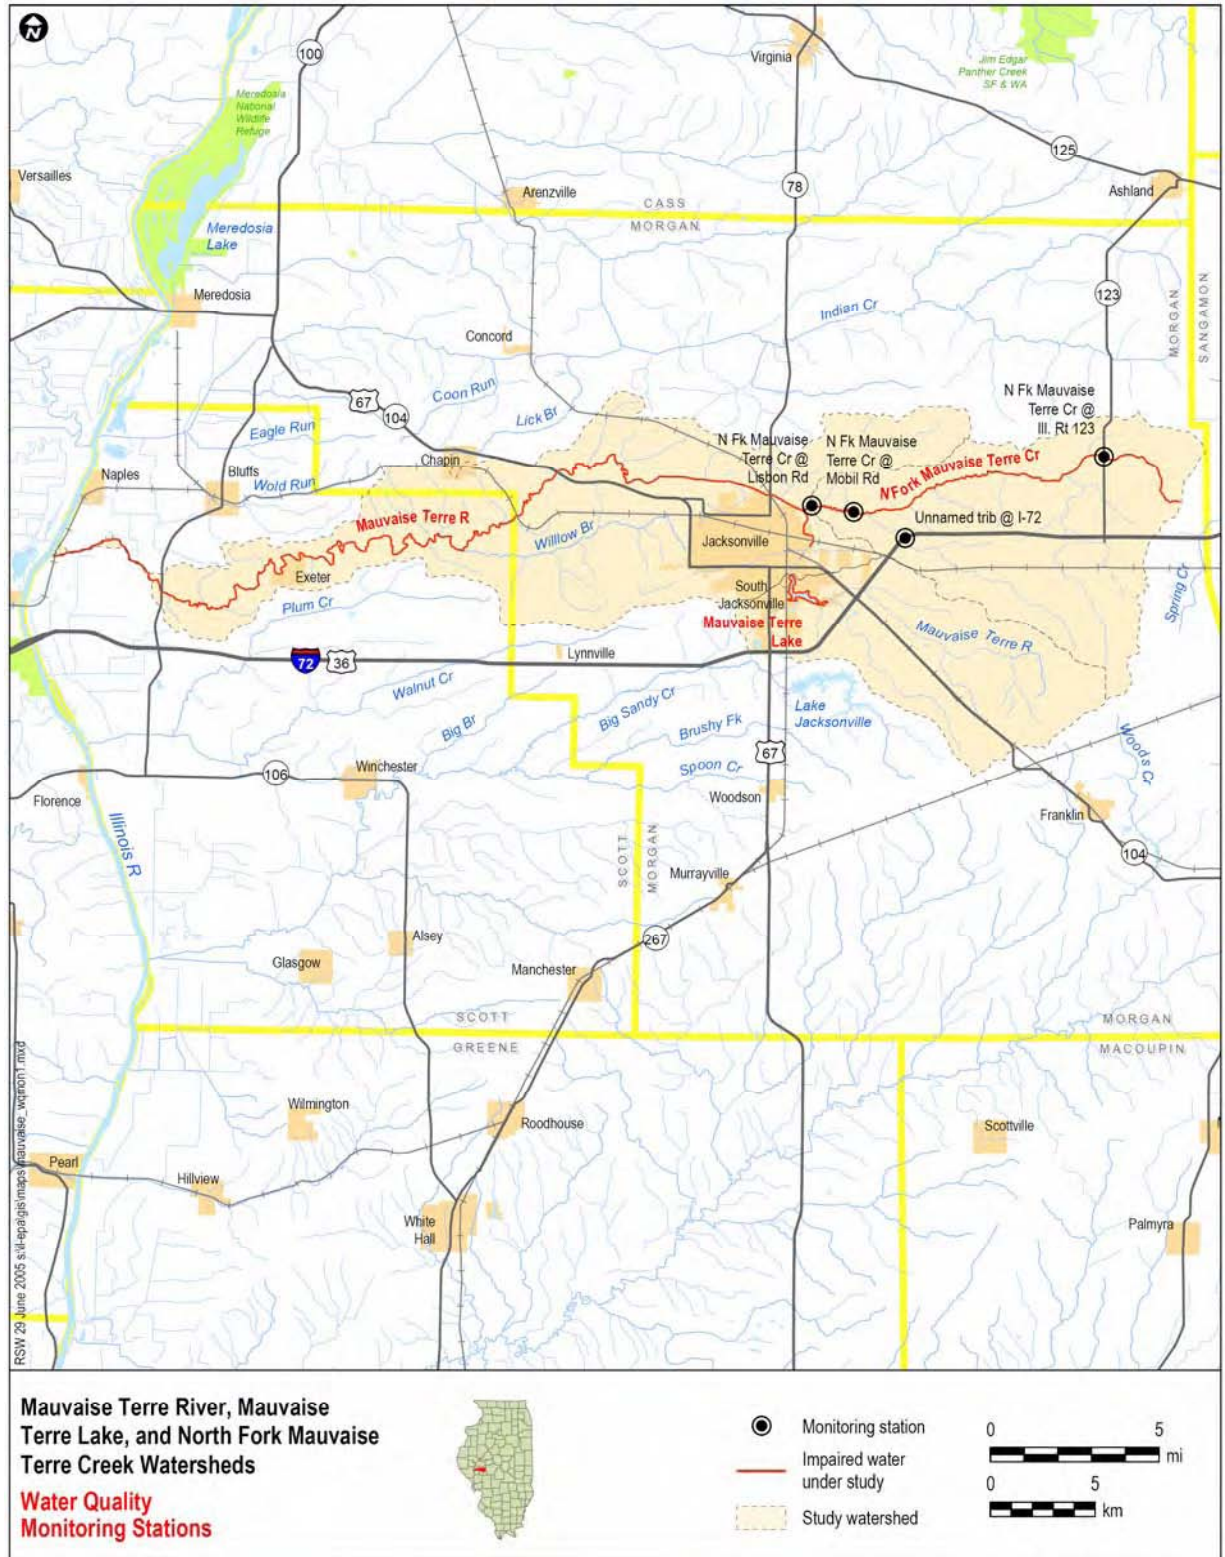 N
100
Virginia
Jim Edgar
Panther Creek
SF & WA
Meredosia
National
Wildlife
Refuge
125
Versailles
78
Ashland
Arenzville
CASS
MORGAN
Meredosia
Lake
Meredosia
123
MORGAN
SANGAMON
Indian Cr
Concord
Coon Run
67
104
Lick Br
N Fk Mauvaise
Terre Cr @
Ill. Rt 123
Eagle Run
N Fk Mauvaise
Terre Cr @
Lisbon Rd
N Fk Mauvaise
Terre Cr @
Mobil Rd
N Fork Mauvaise Terre Cr
Chapin
Naples
Bluffs
Wold Run
Mauvaise Terre R
Unnamed trib @ I-72
Willlow Br
Jacksonville
Exeter
South
Jacksonville
Plum Cr
Mauvaise Terre
Lake
Mauvaise Terre R
Spring Cr
72
36
Lynnville
Walnut Cr
Big Sandy Cr
Lake
Jacksonville
Big Br
Brushy Fk
67
Woods Cr
Spoon Cr
106
Winchester
Woodson
Florence
Illinois R
Franklin
SCOTT
MORGAN
104
Murrayville
Alsey
267
Glasgow
Manchester
SCOTT
GREENE
MORGAN
MACOUPIN
Wilmington
Roodhouse
Scottville
Pearl
Hillview
White
Hall
Palmyra
RSW 29 June 2005 s:\il-epa\gis\maps\mauvaise_wqmon1.mxd
Mauvaise Terre River, Mauvaise
Terre Lake, and North Fork Mauvaise
Terre Creek Watersheds
Water Quality
Monitoring Stations
Monitoring station
Impaired water
under study
Study watershed
0 5
mi
0 5
km